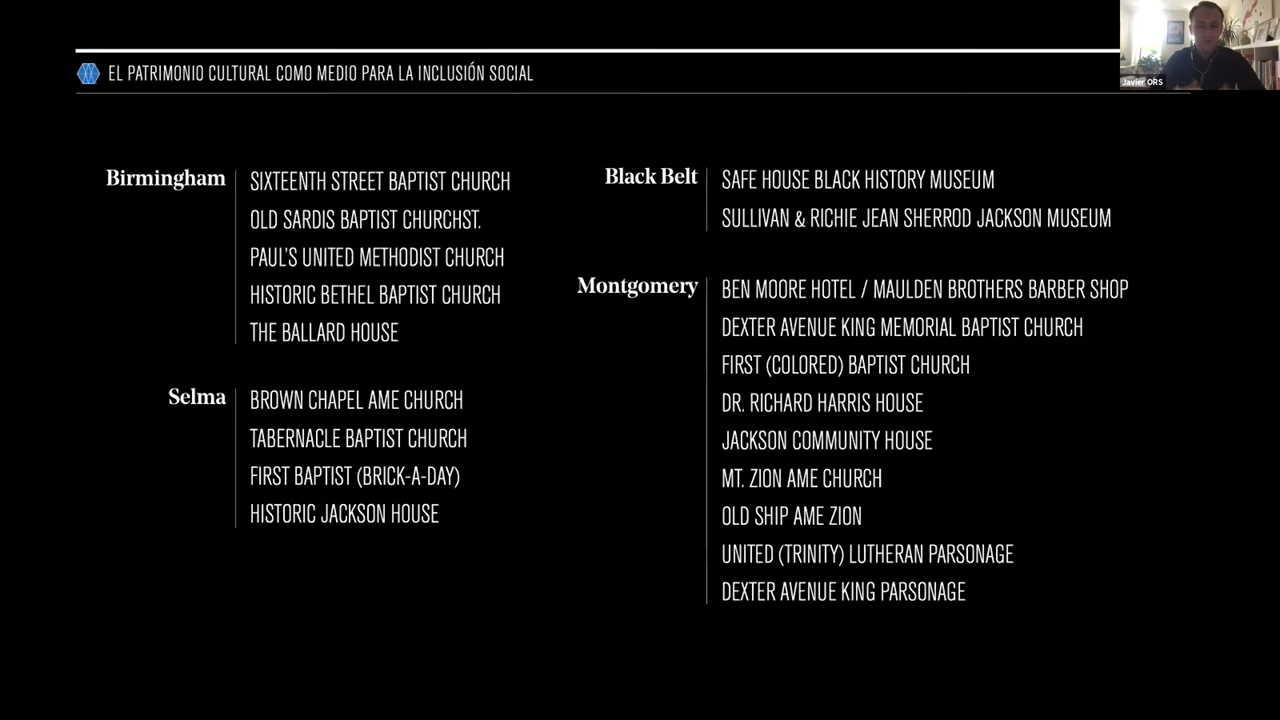 EL PATRIMONIO CULTURAL COMO MEDIO PARA LA INCLUSIÓN SOCIAL
Javier ORS
Birmingham
SIXTEENTH STREET BAPTIST CHURCH
OLD SARDIS BAPTIST CHURCHST.
PAUL'S UNITED METHODIST CHURCH
HISTORIC BETHEL BAPTIST CHURCH
THE BALLARD HOUSE
Selma
BROWN CHAPEL AME CHURCH
TABERNACLE BAPTIST CHURCH
FIRST BAPTIST (BRICK-A-DAY)
HISTORIC JACKSON HOUSE
Black Belt
SAFE HOUSE BLACK HISTORY MUSEUM
SULLIVAN & RICHIE JEAN SHERROD JACKSON MUSEUM
Montgomery
BEN MOORE HOTEL / MAULDEN BROTHERS BARBER SHOP
DEXTER AVENUE KING MEMORIAL BAPTIST CHURCH
FIRST (COLORED) BAPTIST CHURCH
DR. RICHARD HARRIS HOUSE
JACKSON COMMUNITY HOUSE
MT. ZION AME CHURCH
OLD SHIP AME ZION
UNITED (TRINITY) LUTHERAN PARSONAGE
DEXTER AVENUE KING PARSONAGE